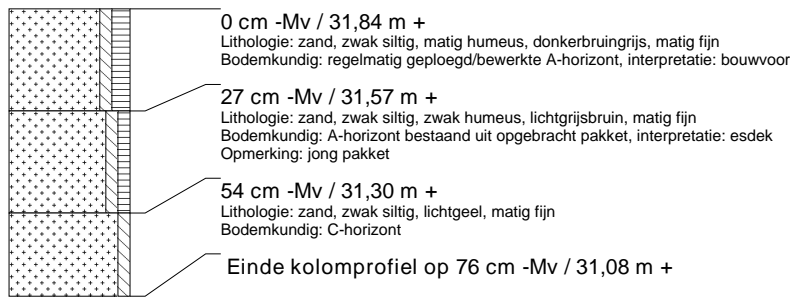 0 cm -Mv / 31,84 m +
Lithologie: zand, zwak siltig, matig humeus, donkerbruingrijs, matig fijn
Bodemkundig: regelmatig geploegd/bewerkte A-horizont, interpretatie: bouwvoor
27 cm -Mv / 31,57 m +
Lithologie: zand, zwak siltig, zwak humeus, lichtgrijsbruin, matig fijn
Bodemkundig: A-horizont bestaand uit opgebracht pakket, interpretatie: esdek
Opmerking: jong pakket
54 cm -Mv / 31,30 m +
Lithologie: zand, zwak siltig, lichtgeel, matig fijn
Bodemkundig: C-horizont
Einde kolomprofiel op 76 cm -Mv / 31,08 m +